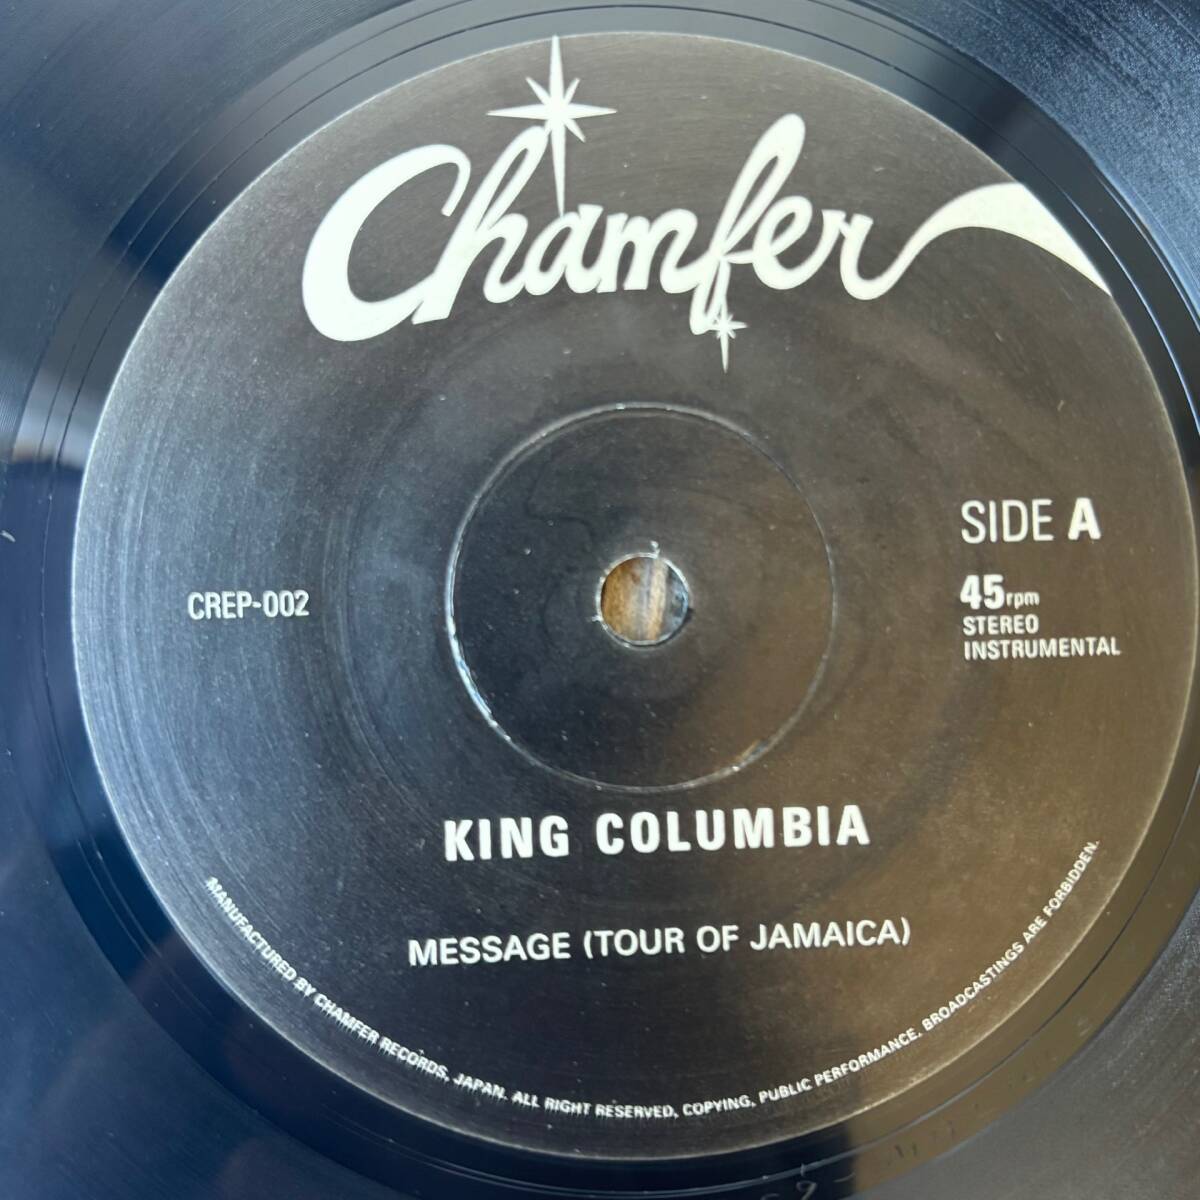 Chamfer
SIDE A
45rpm
STEREO
INSTRUMENTAL
CREP-002
KING COLUMBIA
MESSAGE (TOUR OF JAMAICA)
MANUFACTURED BY CHAMFER RECORDS, JAPAN. ALL RIGHT RESERVED, COPYING, PUBLIC PERFORMANCE, BROADCASTINGS ARE FORBIDDEN.